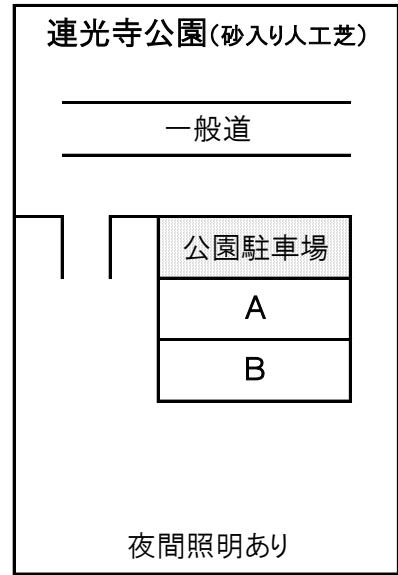 連光寺公園(砂入り人工芝)
一般道
公園駐車場
A
B
夜間照明あり